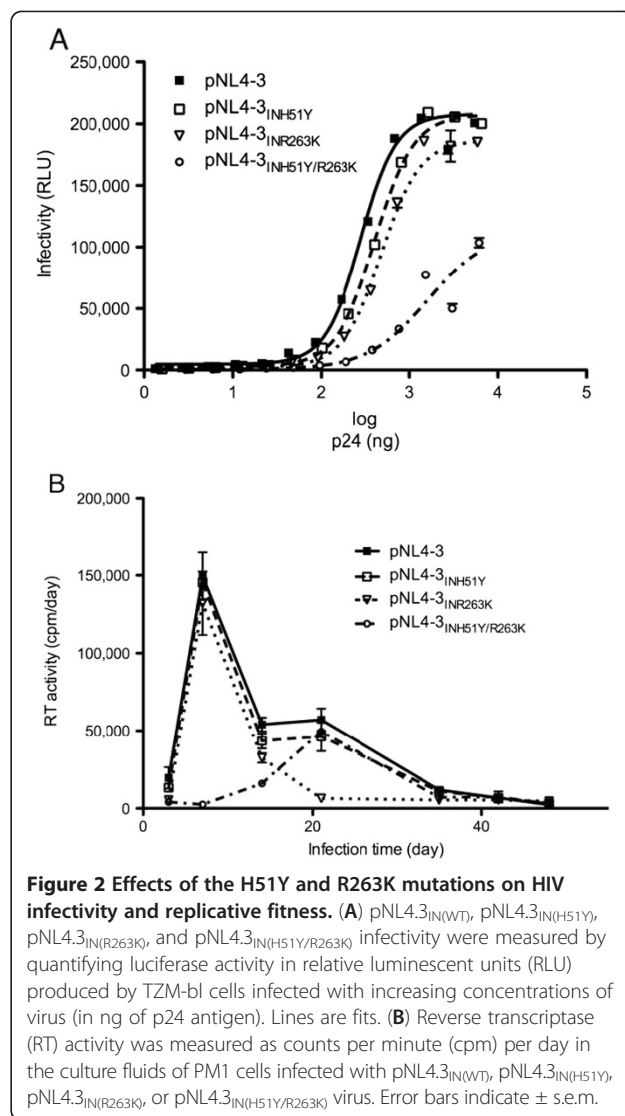 A
250,000
200,000
150,000
100,000
50,000
0
Infectivity (RLU)
pNL4-3
pNL4-3INH51Y
pNL4-3INR263K
pNL4-3INH51Y/R263K
0 1 2 3 4 5
log
p24 (ng)
B
200,000
150,000
100,000
50,000
0
RT activity (cpm/day)
pNL4-3
pNL4-3INH51Y
pNL4-3INR263K
pNL4-3INH51Y/R263K
0 20 40
Infection time (day)
Figure 2 Effects of the H51Y and R263K mutations on HIV
infectivity and replicative fitness. (A) pNL4.3IN(WT), pNL4.3IN(H51Y),
pNL4.3IN(R263K), and pNL4.3IN(H51Y/R263K) infectivity were measured by
quantifying luciferase activity in relative luminescent units (RLU)
produced by TZM-bl cells infected with increasing concentrations of
virus (in ng of p24 antigen). Lines are fits. (B) Reverse transcriptase
(RT) activity was measured as counts per minute (cpm) per day in
the culture fluids of PM1 cells infected with pNL4.3IN(WT), pNL4.3IN(H51Y),
pNL4.3IN(R263K), or pNL4.3IN(H51Y/R263K) virus. Error bars indicate ± s.e.m.